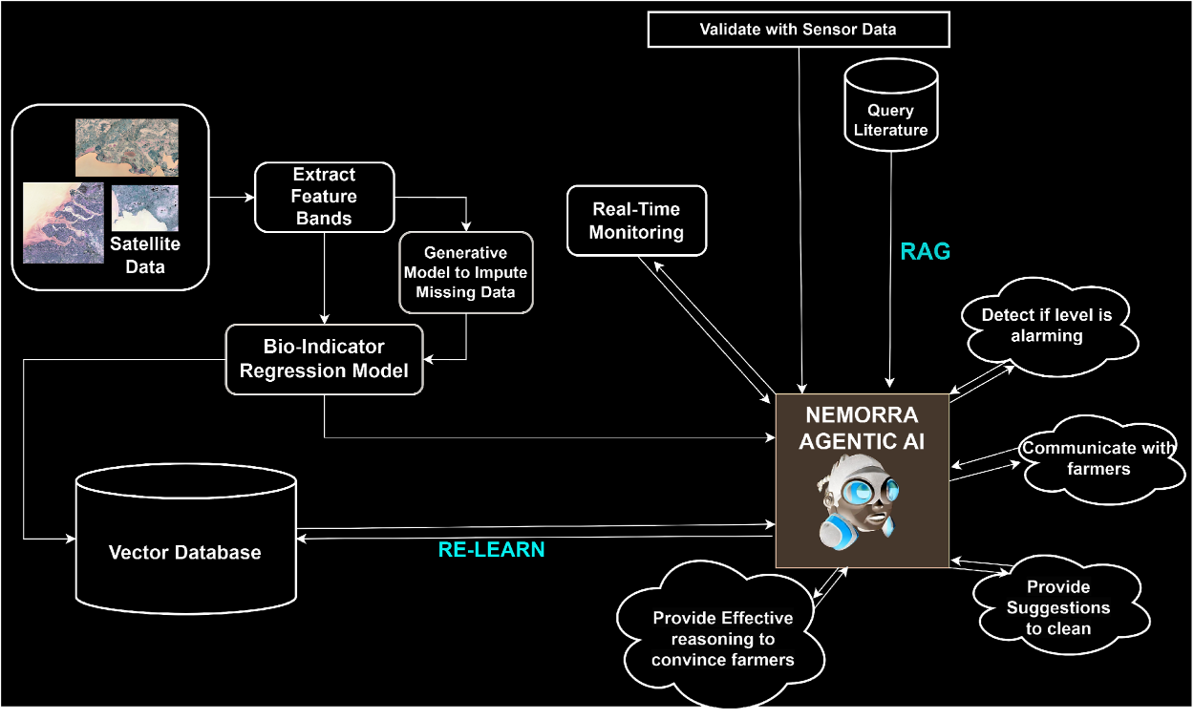 Validate with Sensor Data
Query
Literature
Satellite
Data
Extract
Feature
Bands
Generative
Model to Impute
Missing Data
Real-Time
Monitoring
RAG
Detect if level is
alarming
Bio-Indicator
Regression Model
NEMORRA
AGENTIC AI
Communicate with
farmers
Vector Database
RE-LEARN
Provide Effective
reasoning to
convince farmers
Provide
Suggestions
to clean